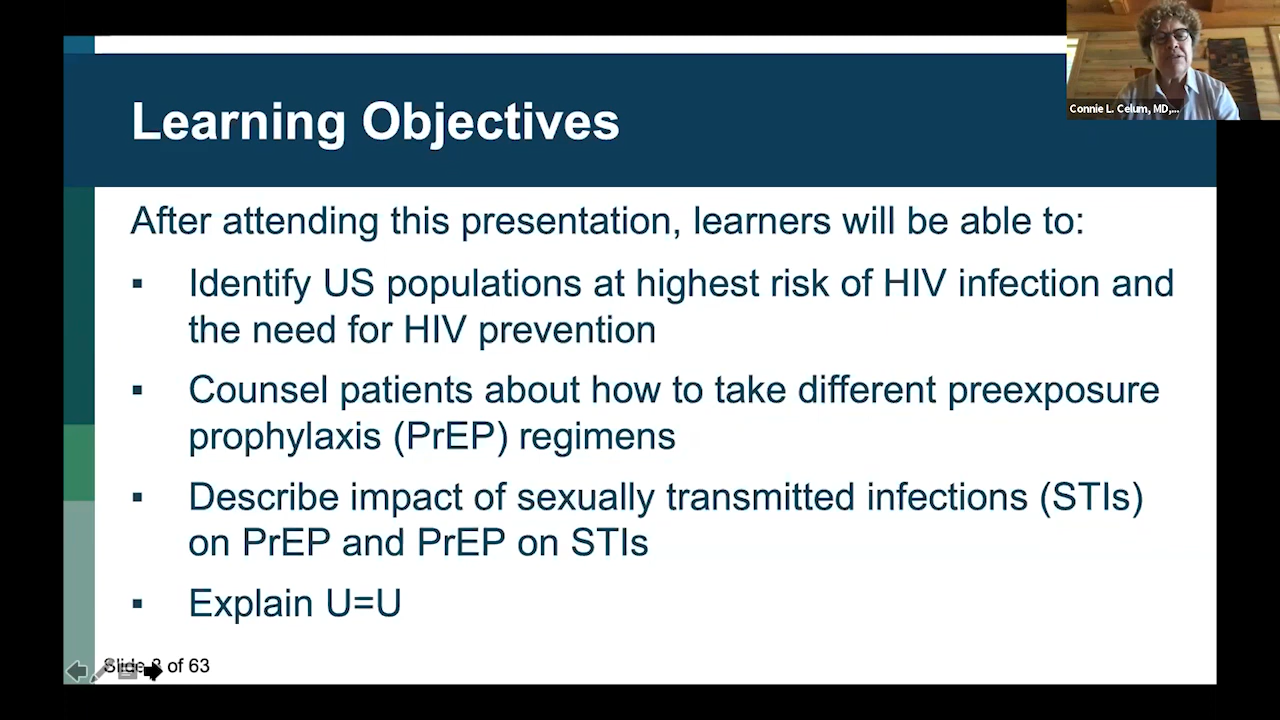 Learning Objectives
Connie L. Celum, MD,...
After attending this presentation, learners will be able to:
▪ Identify US populations at highest risk of HIV infection and
the need for HIV prevention
▪ Counsel patients about how to take different preexposure
prophylaxis (PrEP) regimens
▪ Describe impact of sexually transmitted infections (STIs)
on PrEP and PrEP on STIs
▪ Explain U=U
Slide of 63